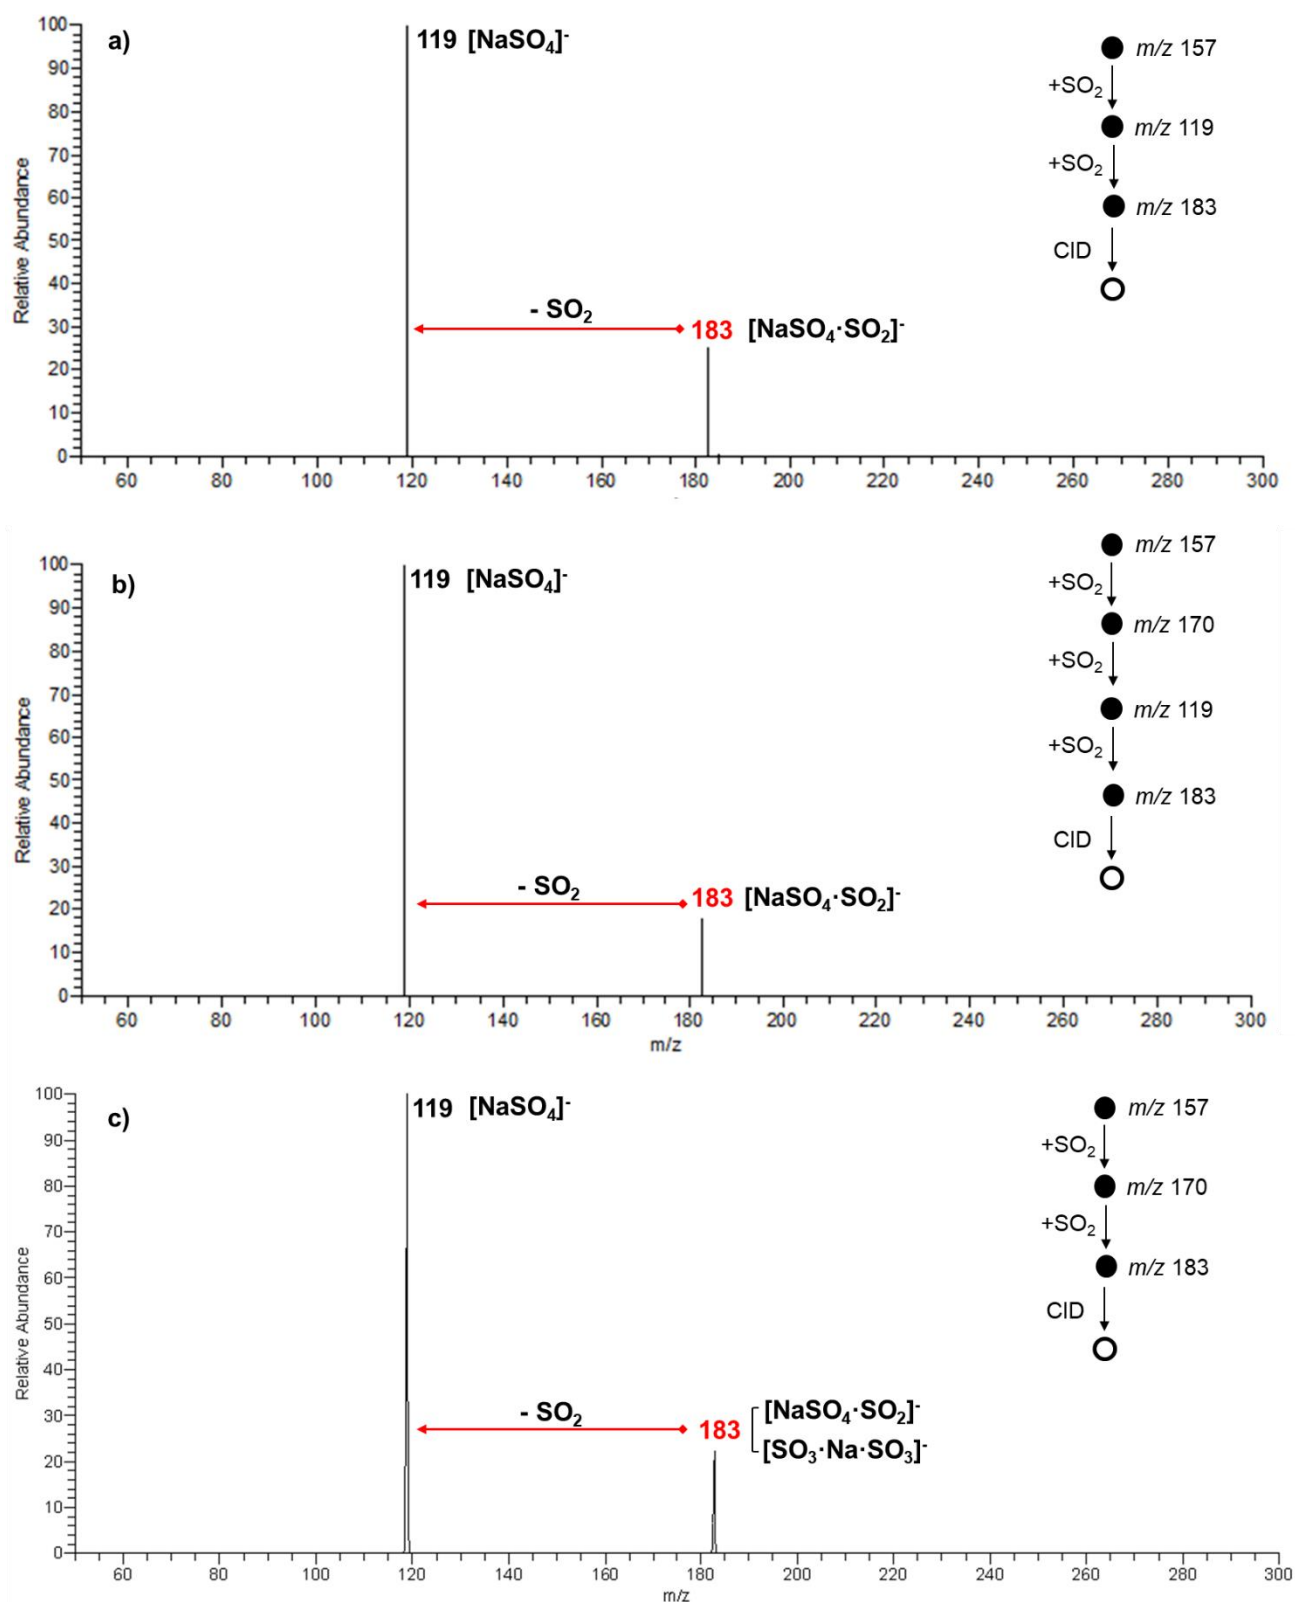 a)
119 [NaSO₄]⁻
- SO₂
183 [NaSO₄·SO₂]⁻
m/z 157
+SO₂
m/z 119
+SO₂
m/z 183
CID
Relative Abundance
100
90
80
70
60
50
40
30
20
10
0
60 80 100 120 140 160 180 200 220 240 260 280 300
b)
119 [NaSO₄]⁻
- SO₂
183 [NaSO₄·SO₂]⁻
m/z 157
+SO₂
m/z 170
+SO₂
m/z 119
+SO₂
m/z 183
CID
Relative Abundance
100
90
80
70
60
50
40
30
20
10
0
60 80 100 120 140 160 180 200 220 240 260 280 300
m/z
c)
119 [NaSO₄]⁻
- SO₂
183
[NaSO₄·SO₂]⁻
[SO₃·Na·SO₃]⁻
m/z 157
+SO₂
m/z 170
+SO₂
m/z 183
CID
Relative Abundance
100
90
80
70
60
50
40
30
20
10
0
60 80 100 120 140 160 180 200 220 240 260 280 300
m/z